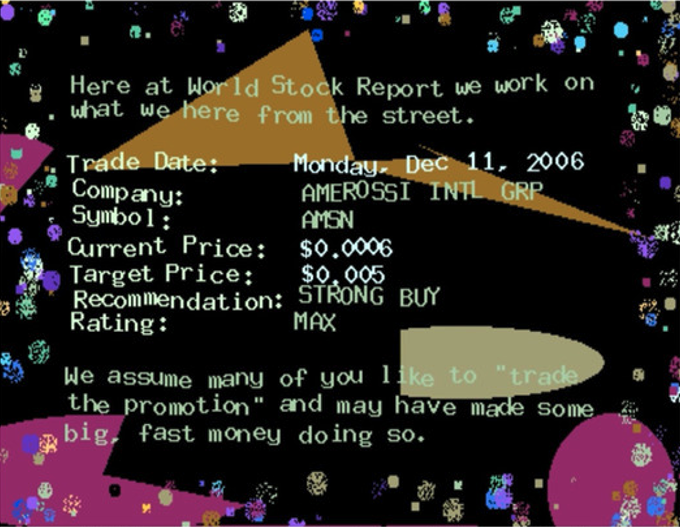 Here at World Stock Report we work on
what we here from the street.
Trade Date: Monday, Dec 11, 2006
Company: AMEROSSI INTL GRP
Symbol: AMSN
Current Price: $0.0006
Target Price: $0.005
Recommendation: STRONG BUY
Rating: MAX
We assume many of you like to "trade
the promotion" and may have made some
big, fast money doing so.